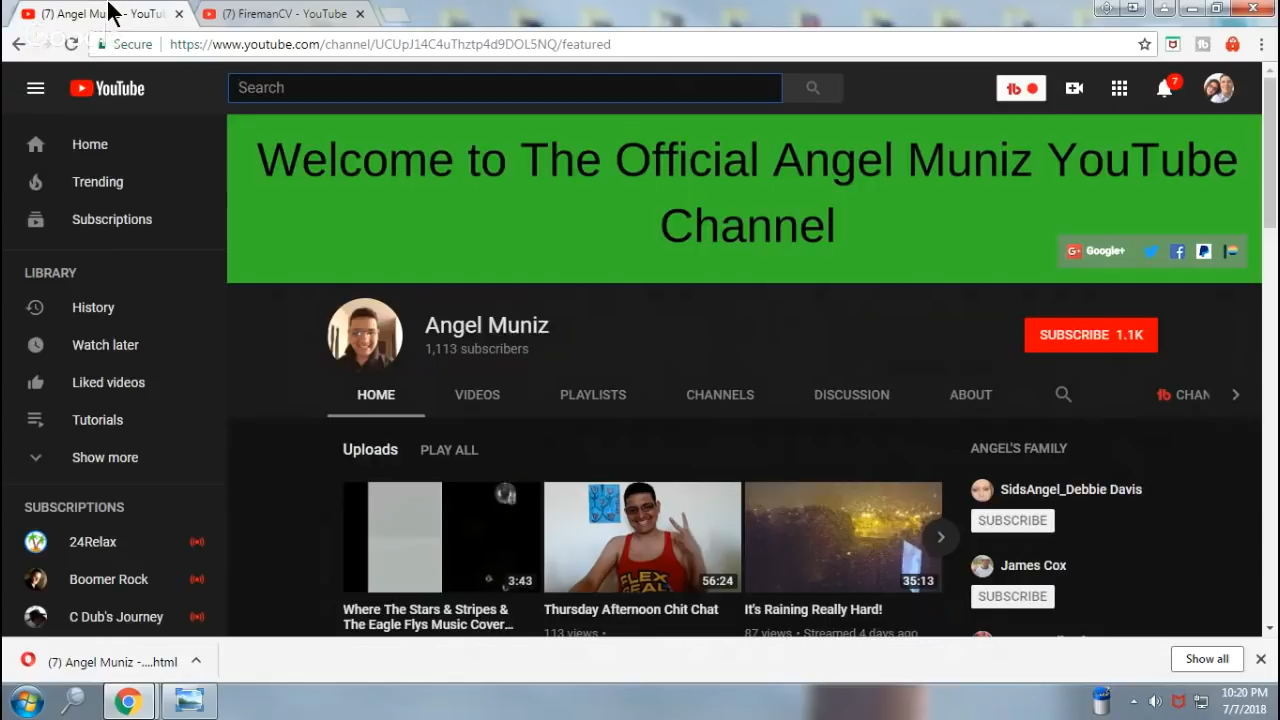 (7) Angel Mu
- YouTu
(7) FiremanCV - YouTube
Secure
https://www.youtube.com/channel/UCUpJ14C4uThztp4d9DOL5NQ/featured
YouTube
Search
7
Home
Trending
Subscriptions
LIBRARY
History
Watch later
Liked videos
Tutorials
Show more
SUBSCRIPTIONS
24Relax
Boomer Rock
C Dub's Journey
Welcome to The Official Angel Muniz YouTube
Channel
G+ Google+
Angel Muniz
1,113 subscribers
SUBSCRIBE 1.1K
HOME
VIDEOS
PLAYLISTS
CHANNELS
DISCUSSION
ABOUT
tb CHAN
Uploads
PLAY ALL
3:43
Where The Stars & Stripes &
The Eagle Flys Music Cover...
FLEX
SEAL
56:24
Thursday Afternoon Chit Chat
113 views •
35:13
It's Raining Really Hard!
87 views • Streamed 4 days ago
ANGEL'S FAMILY
SidsAngel_Debbie Davis
SUBSCRIBE
James Cox
SUBSCRIBE
(7) Angel Muniz -....html
Show all
10:20 PM
7/7/2018